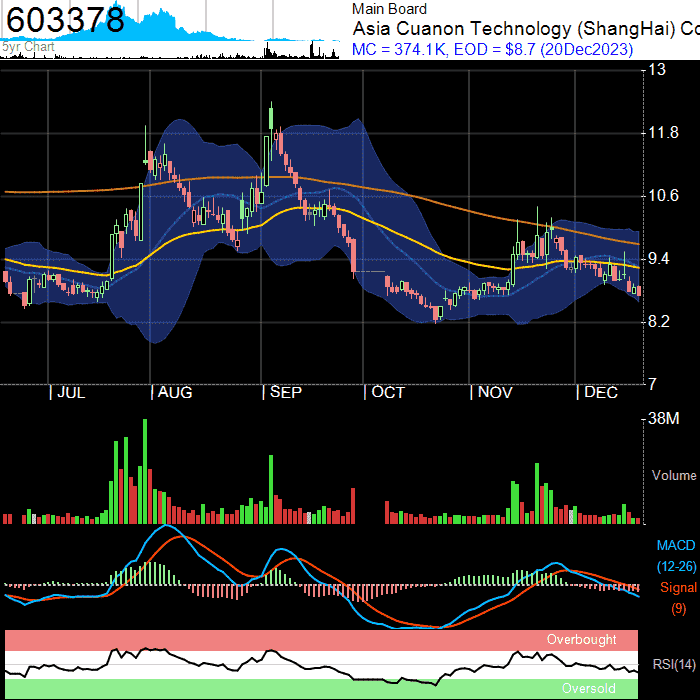 603378
5yr Chart
Main Board
Asia Cuanon Technology (ShangHai) Co
MC = 374.1K, EOD = $8.7 (20Dec2023)
13
11.8
10.6
9.4
8.2
7
JUL
AUG
SEP
OCT
NOV
DEC
38M
Volume
MACD
(12-26)
Signal
(9)
Overbought
RSI(14)
Oversold